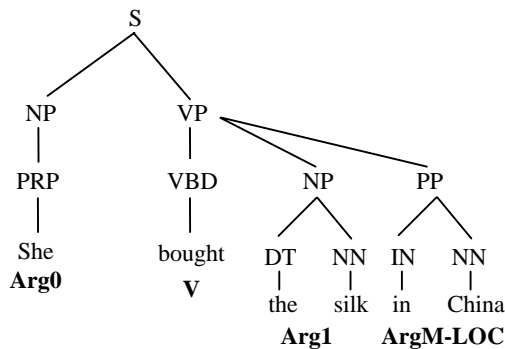 S
NP VP
PRP VBD NP PP
She bought DT NN IN NN
Arg0 V the silk in China
Arg1 ArgM-LOC